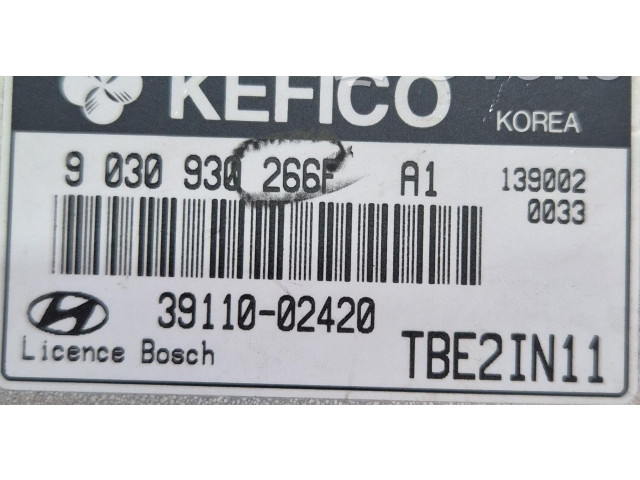 KEFICO
KOREA
9 030 930 266F A1 139002
0033
39110-02420
Licence Bosch TBE2IN11